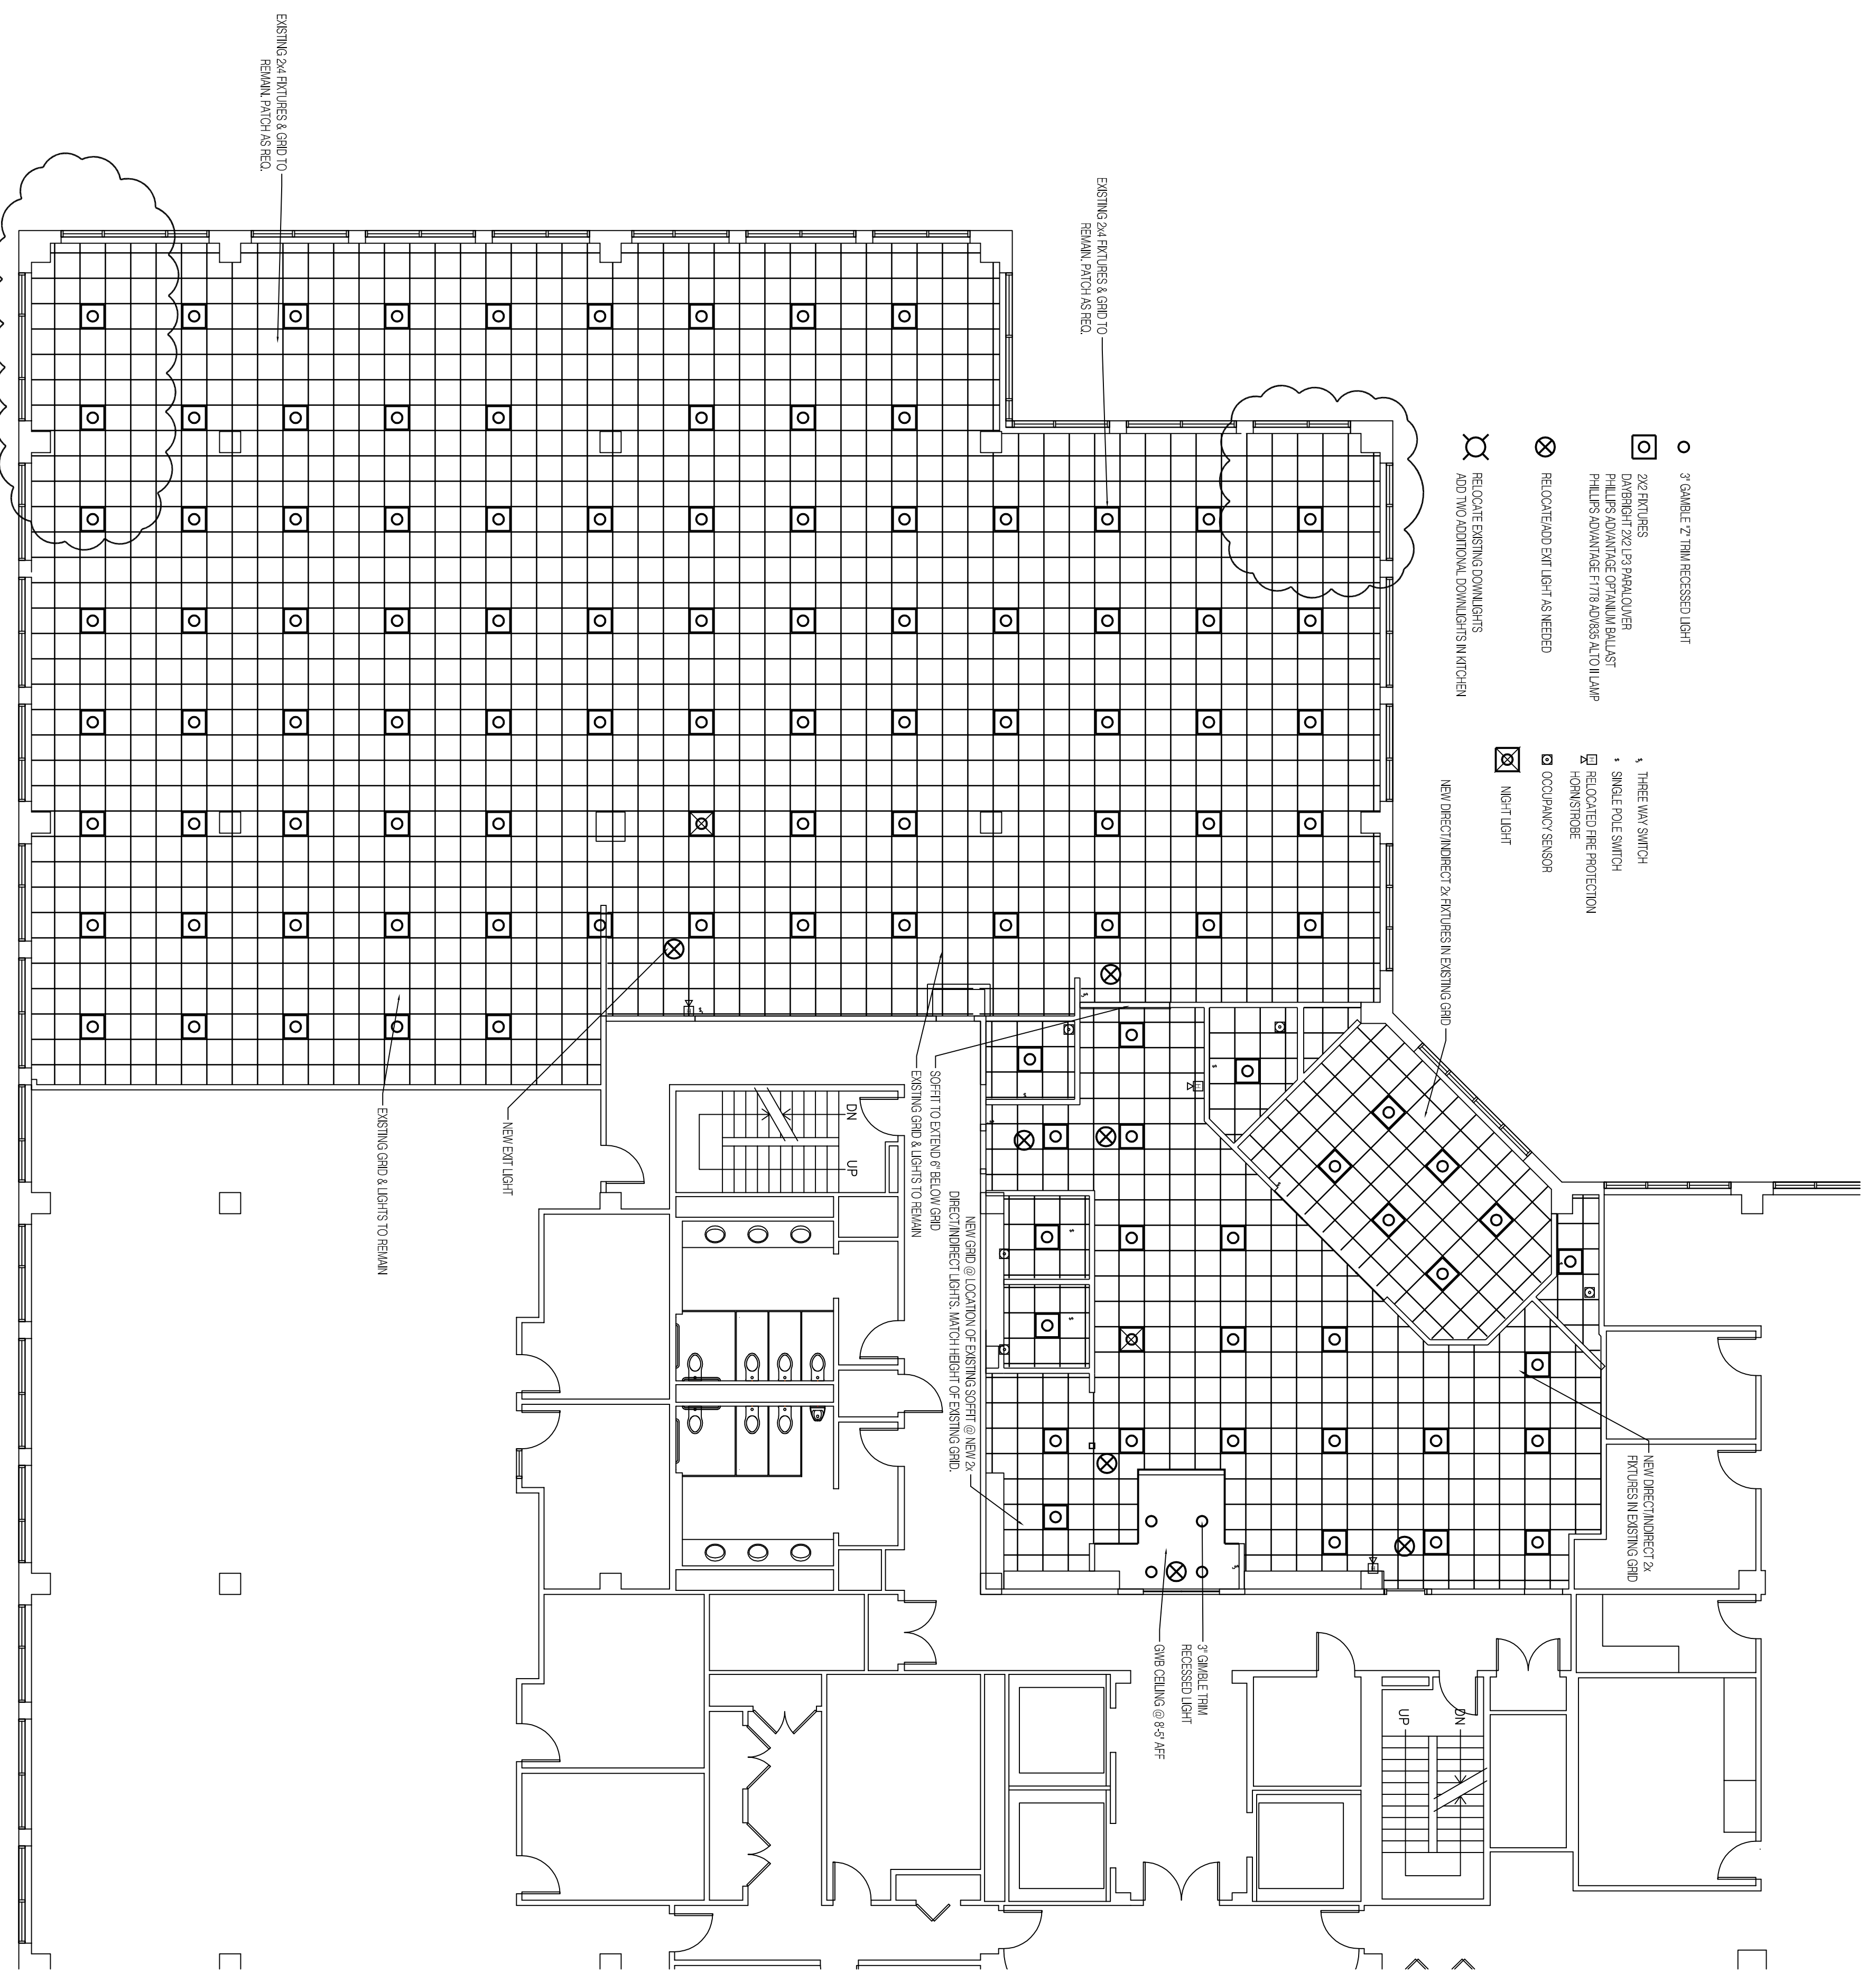 EXISTING 2x4 FIXTURES & GRID TO
REMAIN. PATCH AS REQ.
EXISTING 2x4 FIXTURES & GRID TO
REMAIN. PATCH AS REQ.
3" GAMBLE "Z" TRIM RECESSED LIGHT
2X2 FIXTURES
DAYBRIGHT 2X2 LP3 PARALOUVER
PHILLIPS ADVANTAGE OPTANIUM BALLAST
PHILLIPS ADVANTAGE F17T8 ADV835 ALTO II LAMP
RELOCATE/ADD EXIT LIGHT AS NEEDED
RELOCATE EXISTING DOWNLIGHTS
ADD TWO ADDITIONAL DOWNLIGHTS IN KITCHEN
THREE WAY SWITCH
SINGLE POLE SWITCH
RELOCATED FIRE PROTECTION
HORN/STROBE
OCCUPANCY SENSOR
NIGHT LIGHT
NEW DIRECT/INDIRECT 2x FIXTURES IN EXISTING GRID
SOFFIT TO EXTEND 6" BELOW GRID
EXISTING GRID & LIGHTS TO REMAIN
NEW EXIT LIGHT
EXISTING GRID & LIGHTS TO REMAIN
DN
UP
NEW GRID @ LOCATION OF EXISTING SOFFIT @ NEW 2x
DIRECT/INDIRECT LIGHTS. MATCH HEIGHT OF EXISTING GRID.
NEW DIRECT/INDIRECT 2x
FIXTURES IN EXISTING GRID
3" GIMBLE TRIM
RECESSED LIGHT
GWB CEILING @ 8'-5" AFF
DN
UP